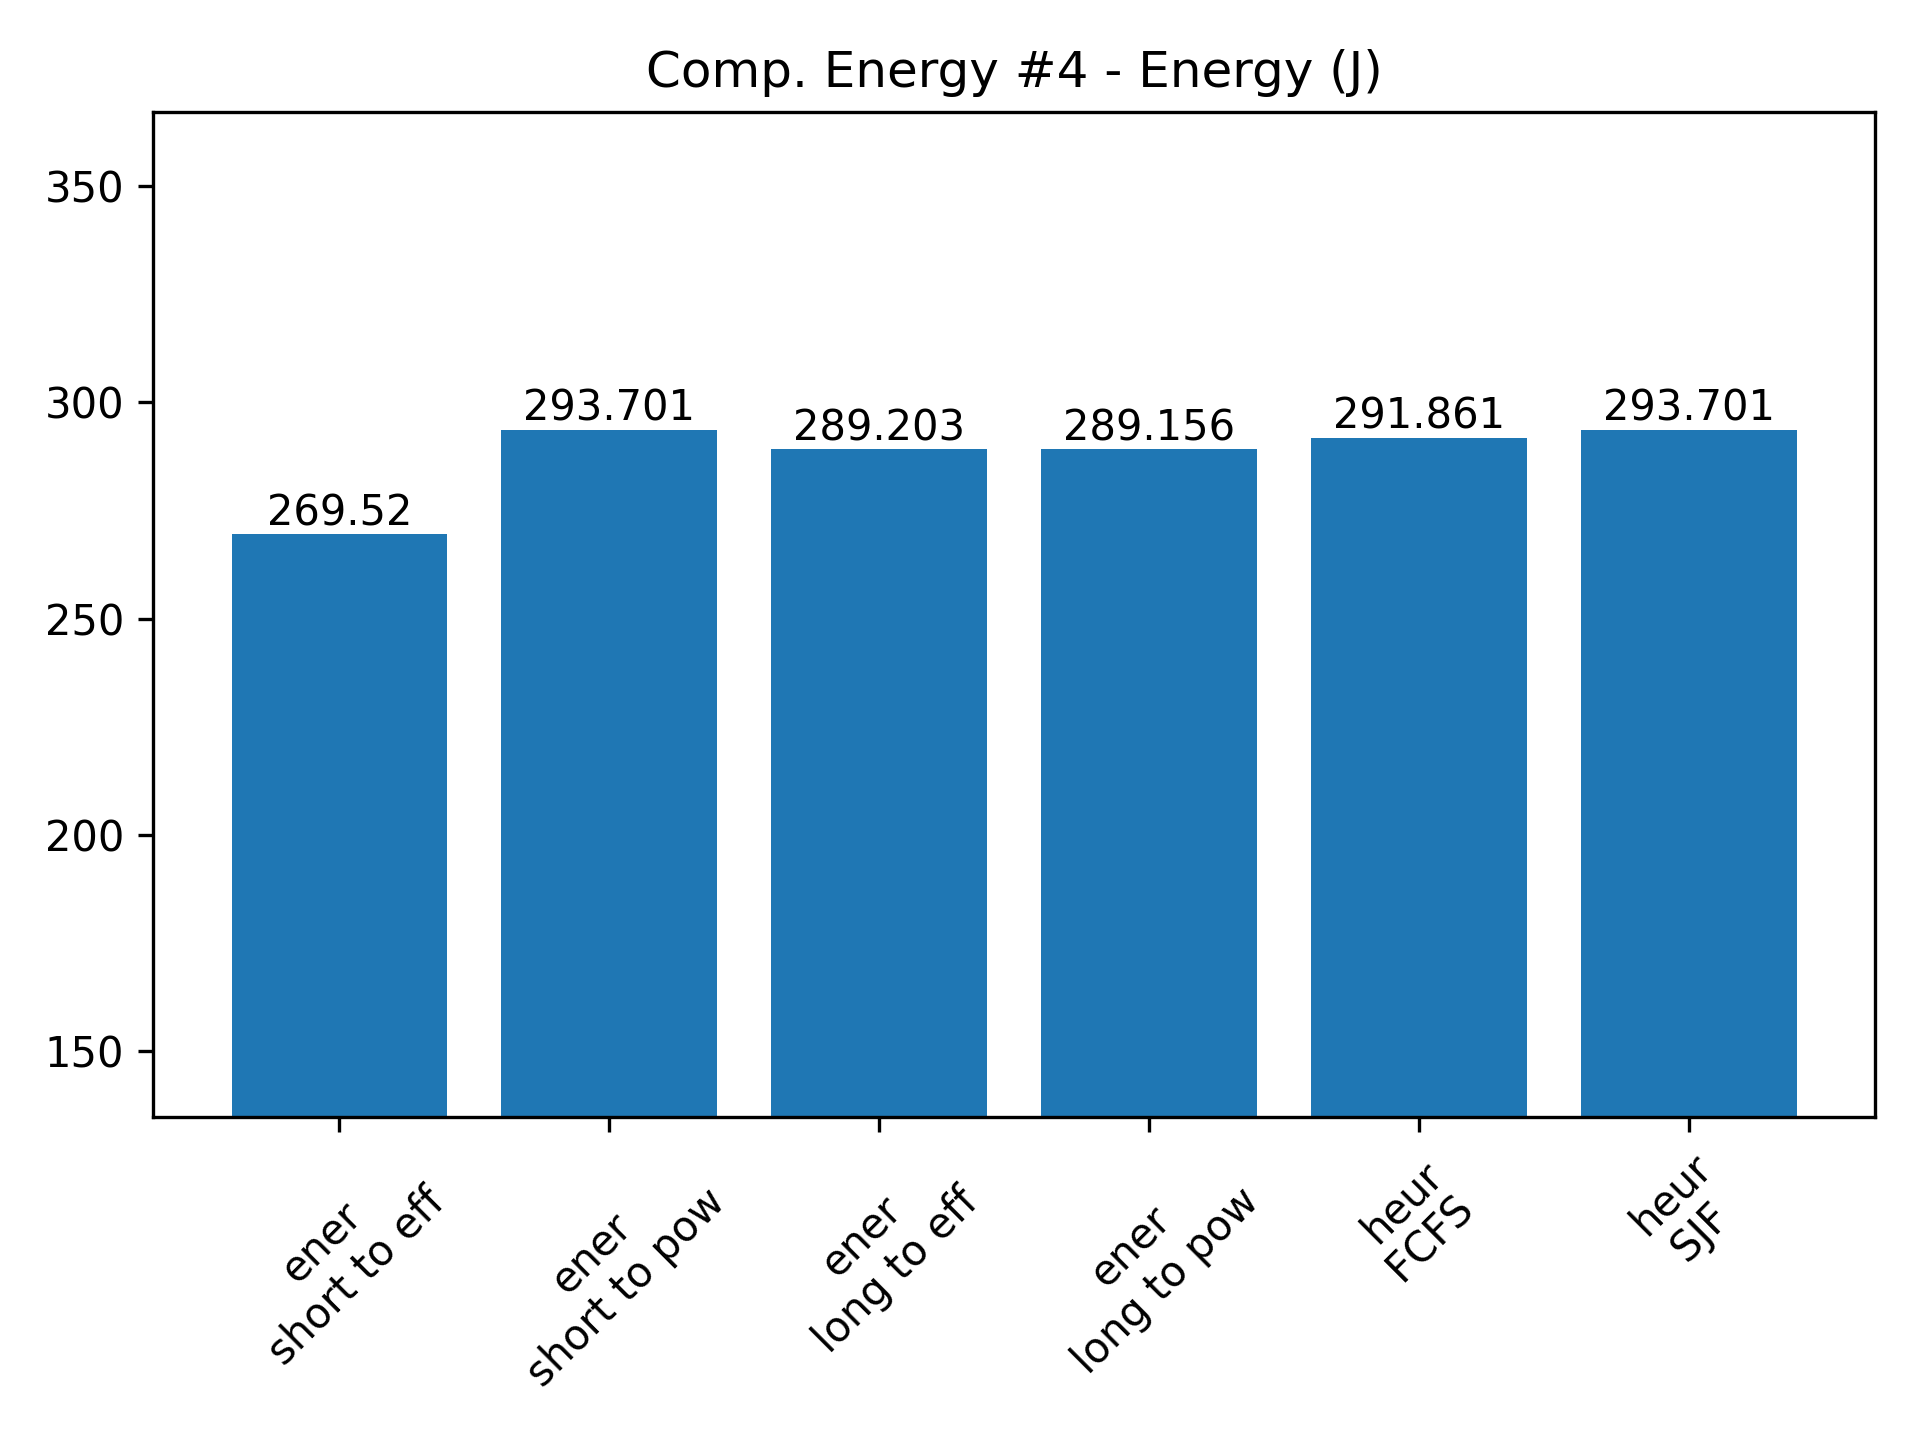 Comp. Energy #4 - Energy (J)
350
300
250
200
150
269.52
293.701
289.203
289.156
291.861
293.701
ener
short to eff
ener
short to pow
ener
long to eff
ener
long to pow
heur
FCFS
heur
SJF